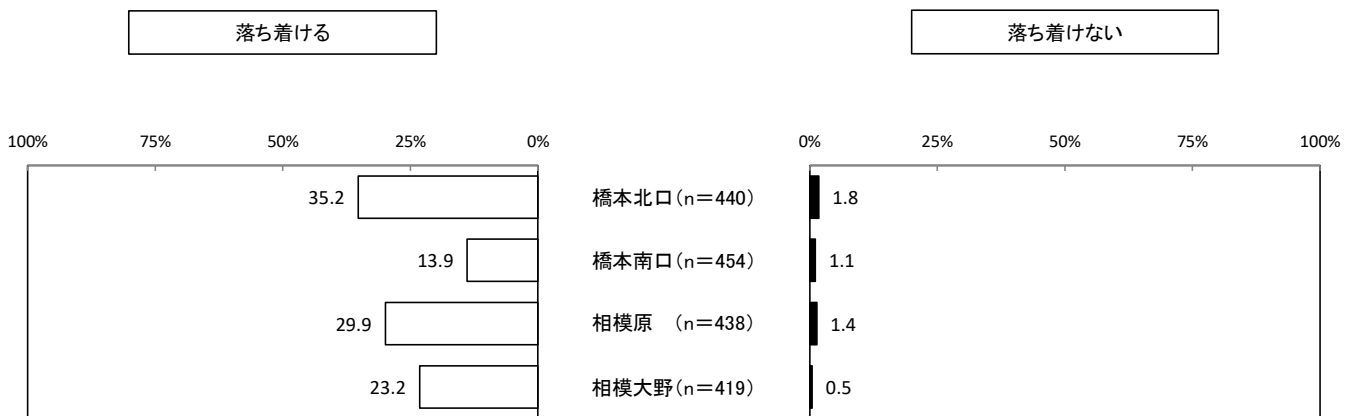 落ち着ける 落ち着けない
100% 75% 50% 25% 0% 0% 25% 50% 75% 100%
35.2 橋本北口(n=440) 1.8
13.9 橋本南口(n=454) 1.1
29.9 相模原 (n=438) 1.4
23.2 相模大野(n=419) 0.5